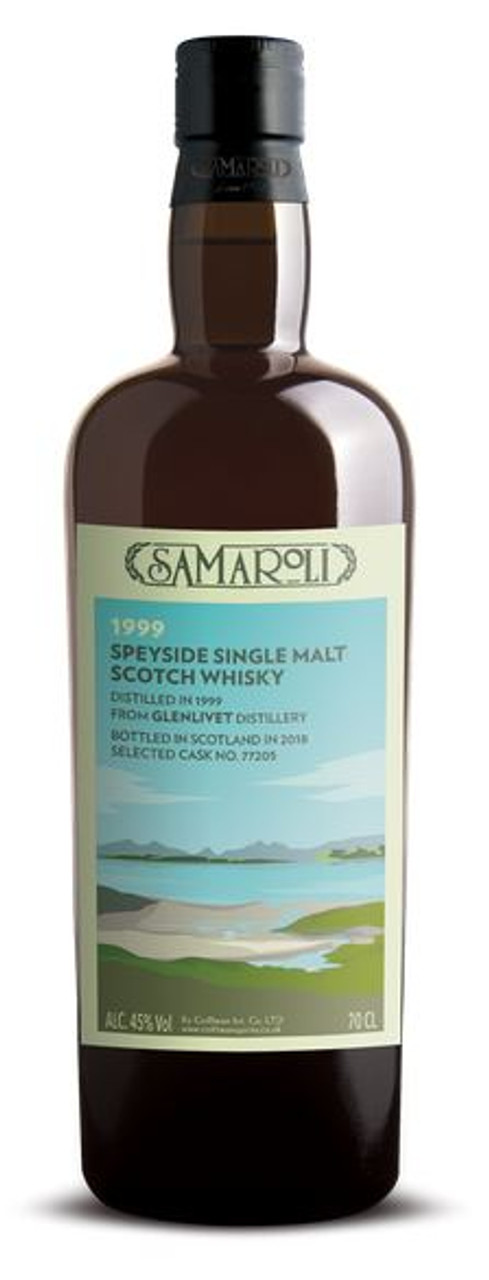 SAMAROLI
SAMAROLI
1999
SPEYSIDE SINGLE MALT
SCOTCH WHISKY
DISTILLED IN 1999
FROM GLENLIVET DISTILLERY
BOTTLED IN SCOTLAND IN 2018
SELECTED CASK NO. 77205
ALC. 45% Vol
70 CL